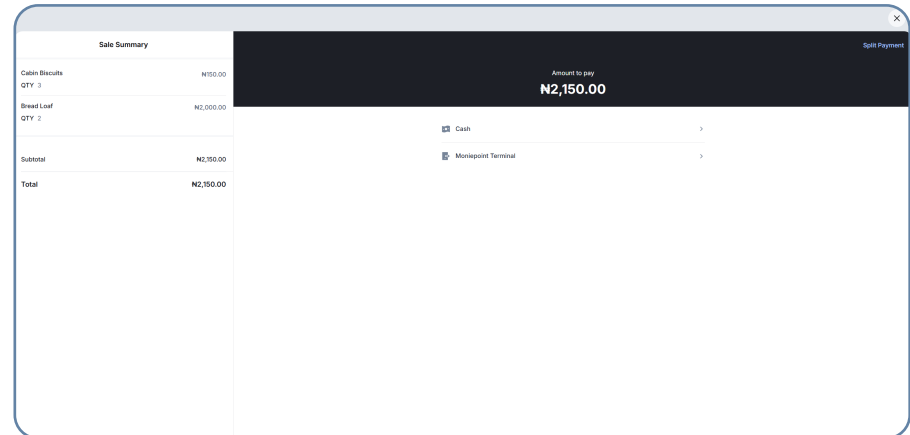 Sale Summary
Cabin Biscuits ₦150.00
QTY 3
Bread Loaf ₦2,000.00
QTY 2
Subtotal ₦2,150.00
Total ₦2,150.00
Split Payment
Amount to pay
₦2,150.00
Cash
Moniepoint Terminal